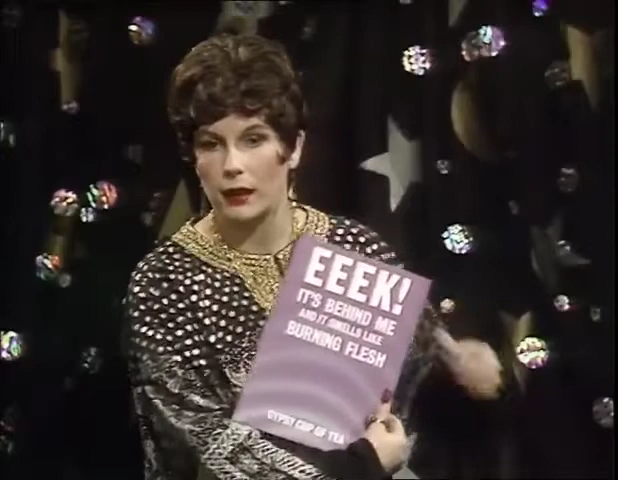 EEEK!
IT'S BEHIND ME
AND IT SMELLS LIKE
BURNING FLESH
GYPSY CUP OF TEA